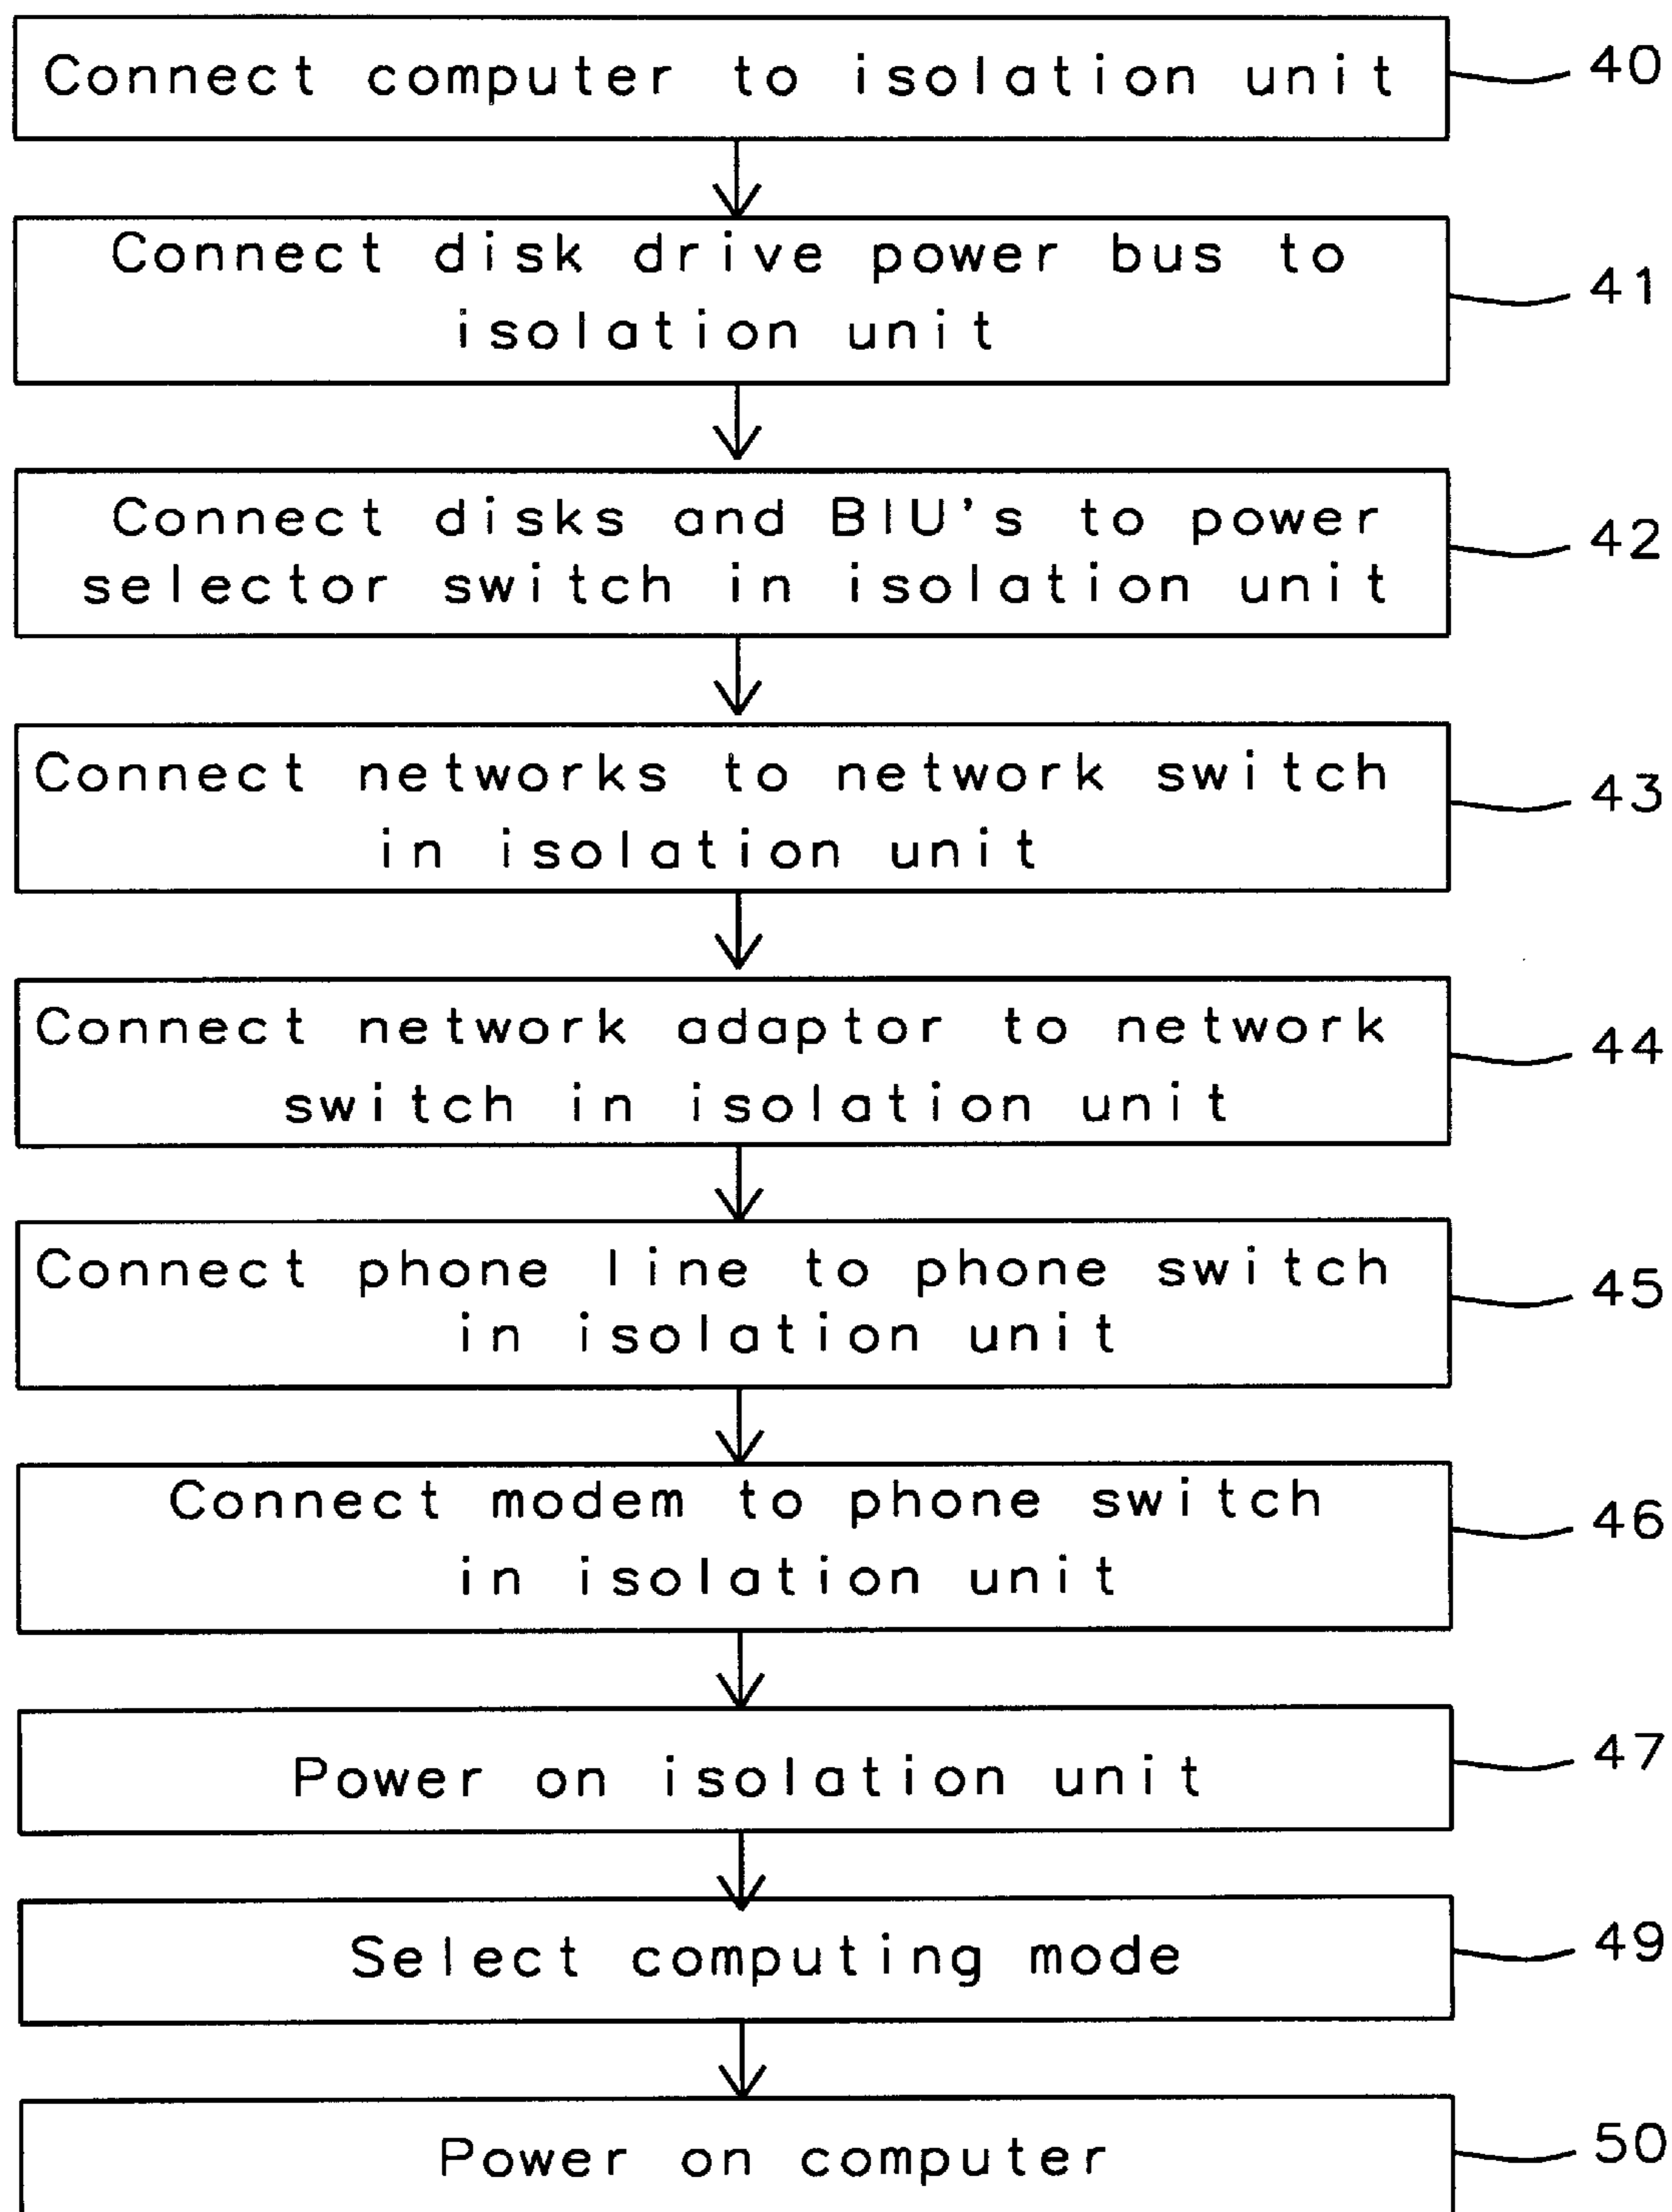 Connect computer to isolation unit
40
Connect disk drive power bus to
isolation unit
41
Connect disks and BIU's to power
selector switch in isolation unit
42
Connect networks to network switch
in isolation unit
43
Connect network adaptor to network
switch in isolation unit
44
Connect phone line to phone switch
in isolation unit
45
Connect modem to phone switch
in isolation unit
46
Power on isolation unit
47
Select computing mode
49
Power on computer
50